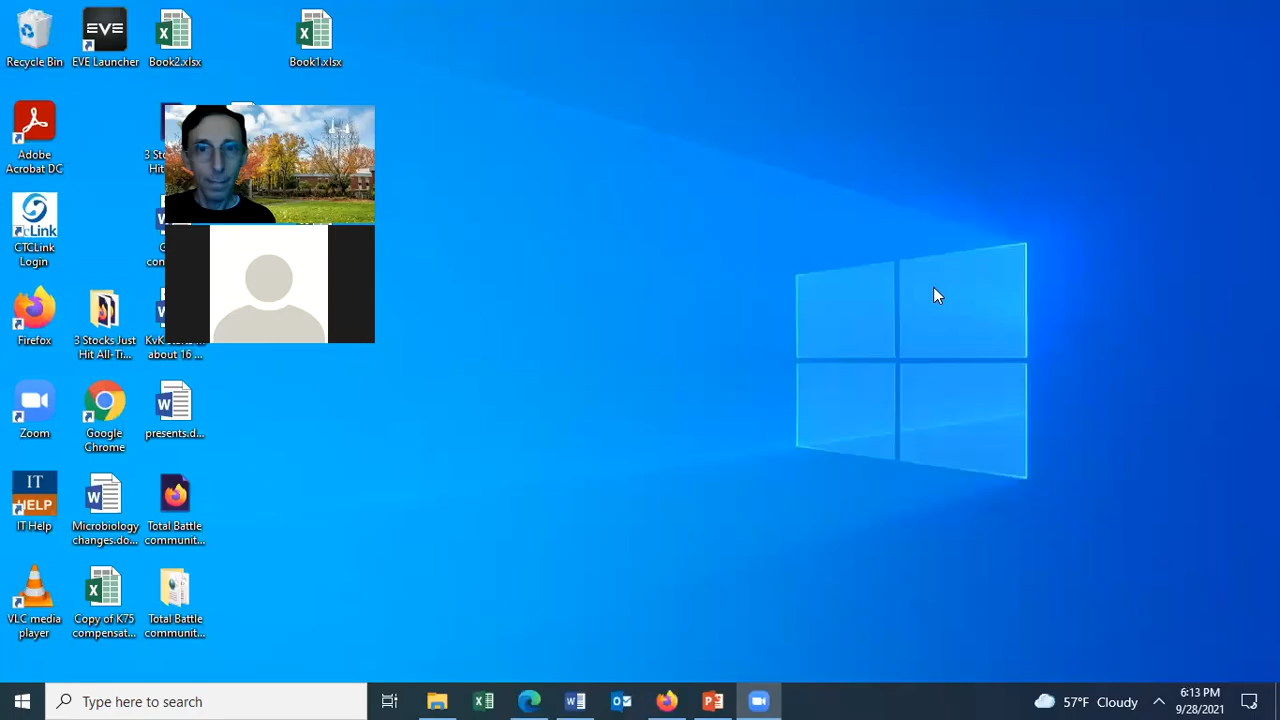 Recycle Bin
EVE
EVE Launcher
Book2.xlsx
Book1.xlsx
Adobe
Acrobat DC
3 Sto
Hit
Link
CTCLink
Login
G
con
Firefox
3 Stocks Just
Hit All-Ti...
KvK
about 16 ...
Zoom
Google
Chrome
presents.d...
IT
HELP
IT Help
Microbiology
changes.do...
Total Battle
communit...
VLC media
player
Copy of K75
compensat...
Total Battle
communit...
Type here to search
57°F Cloudy
6:13 PM
9/28/2021